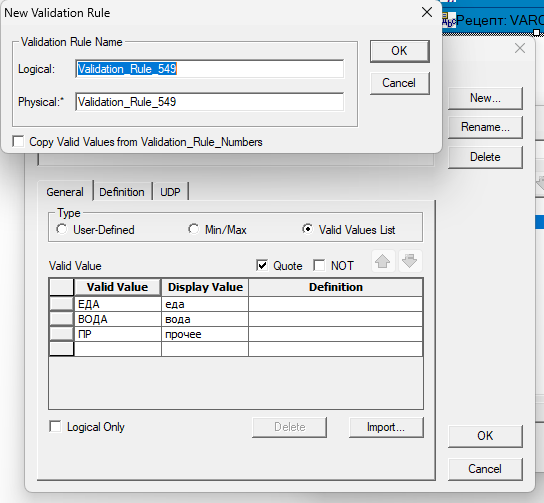 New Validation Rule
Рецепт: VARC
Validation Rule Name
Logical: Validation_Rule_549
OK
Physical:* Validation_Rule_549
Cancel
Copy Valid Values from Validation_Rule_Numbers
New...
Rename...
Delete
General Definition UDP
Type
User-Defined Min/Max Valid Values List
Valid Value Quote NOT
Valid Value Display Value Definition
ЕДА еда
ВОДА вода
ПР прочее
Logical Only Delete Import...
OK
Cancel